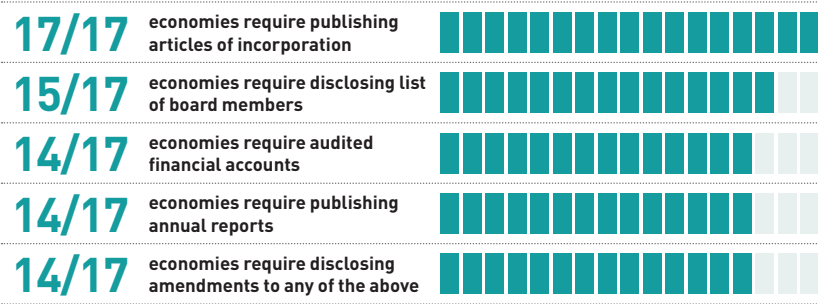 17/17 economies require publishing
articles of incorporation
15/17 economies require disclosing list
of board members
14/17 economies require audited
financial accounts
14/17 economies require publishing
annual reports
14/17 economies require disclosing
amendments to any of the above